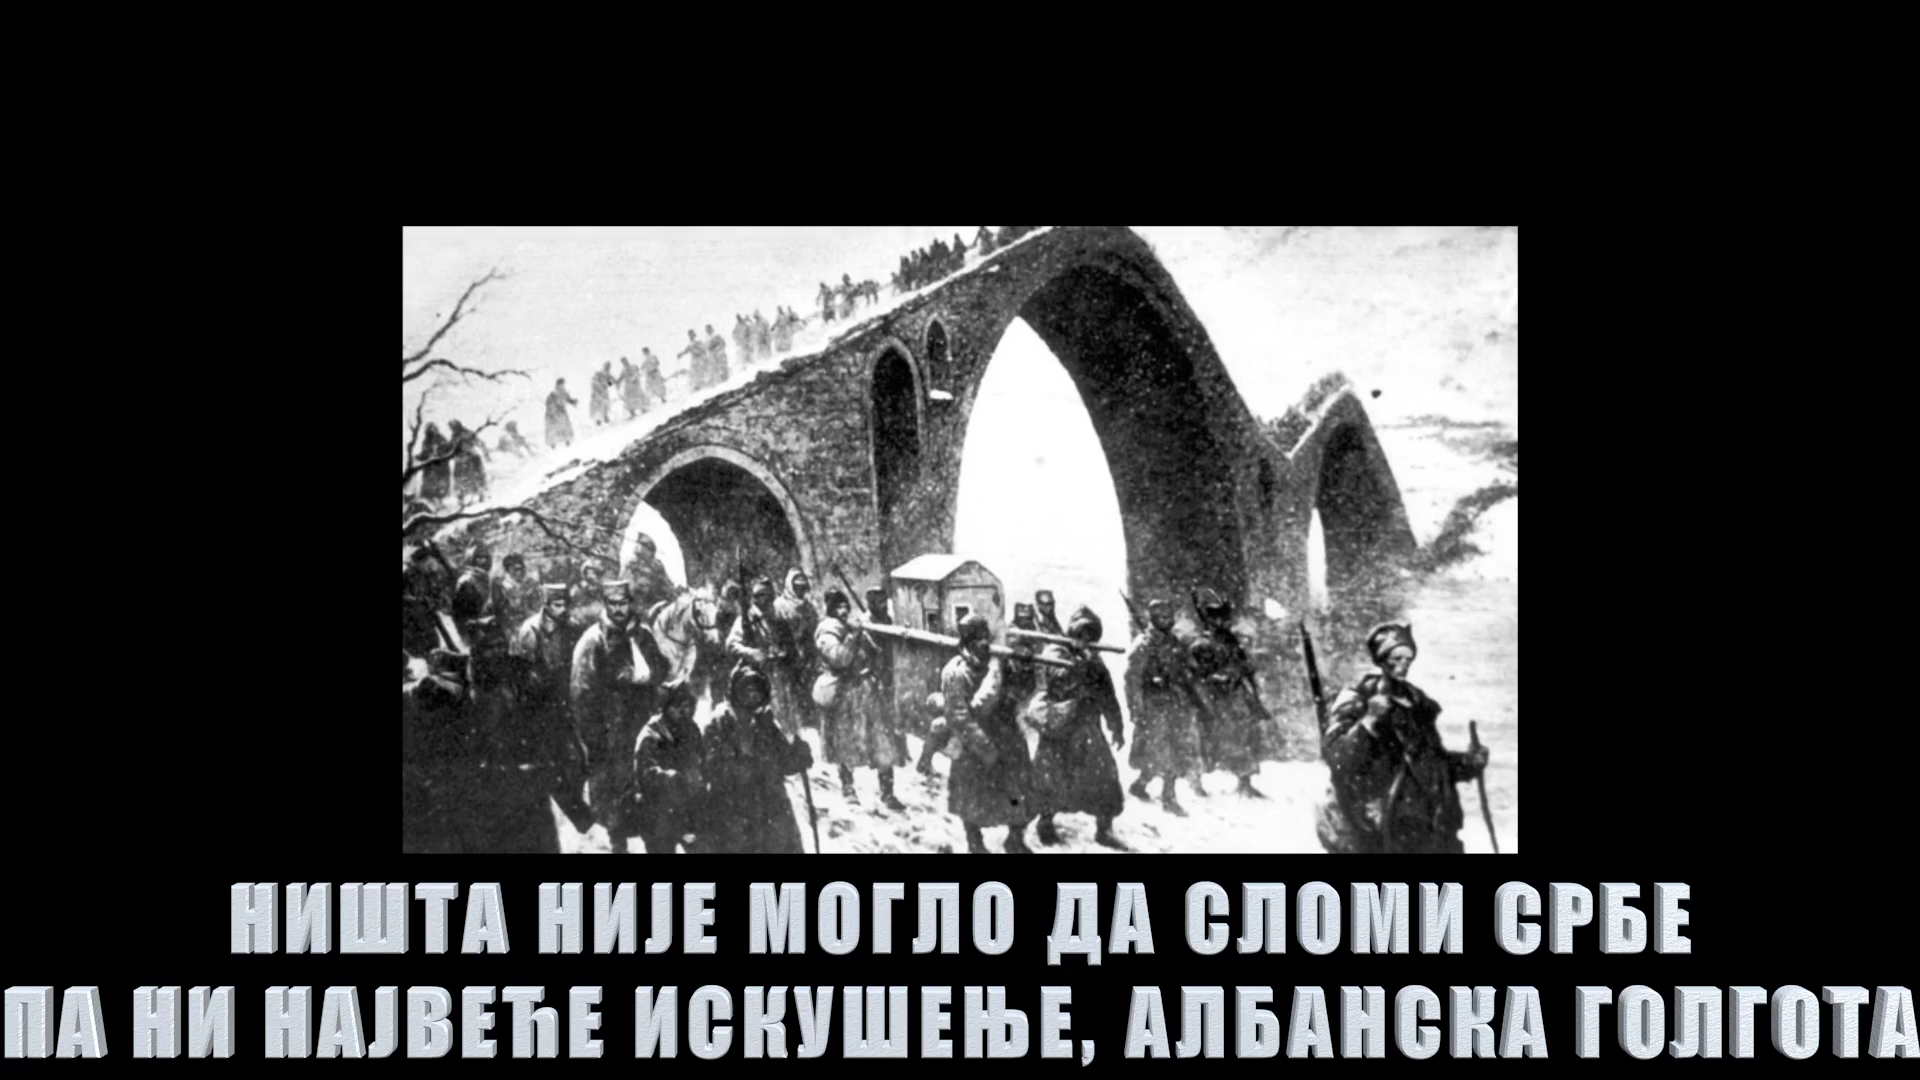 НИШТА НИЈЕ МОГЛО ДА СЛОМИ СРБЕ
ПА НИ НАЈВЕЋЕ ИСКУШЕЊЕ, АЛБАНСКА ГОЛГОТА